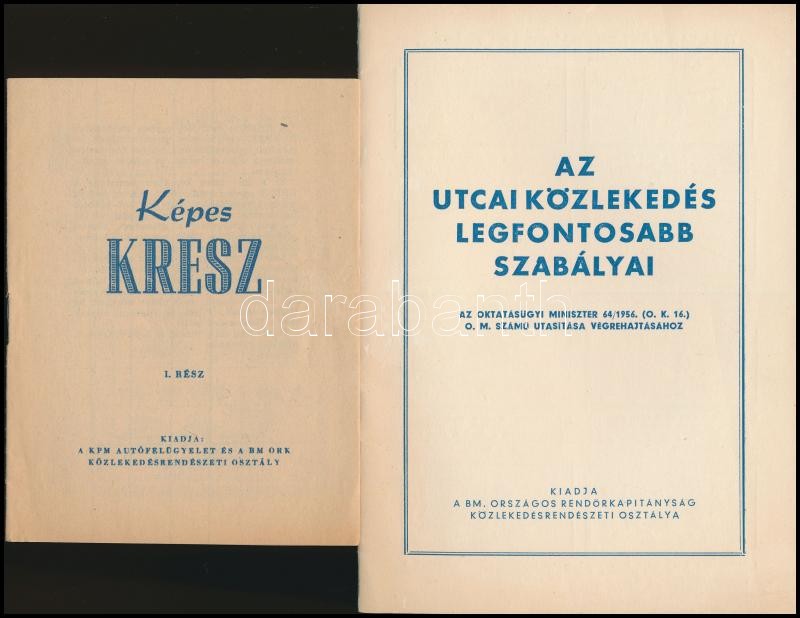 Képes
KRESZ
I. RÉSZ
KIADJA:
A KPM AUTÓFELÜGYELET ÉS A BM ORK
KÖZLEKEDÉSRENDÉSZETI OSZTÁLY
AZ
UTCAI KÖZLEKEDÉS
LEGFONTOSABB
SZABÁLYAI
AZ OKTATÁSÜGYI MINISZTER 64/1956. (O. K. 16.)
O. M. SZÁMÚ UTASÍTÁSA VÉGREHAJTÁSÁHOZ
KIADJA
A BM. ORSZÁGOS RENDŐRKAPITÁNYSÁG
KÖZLEKEDÉSRENDÉSZETI OSZTÁLYA
darabanth.com